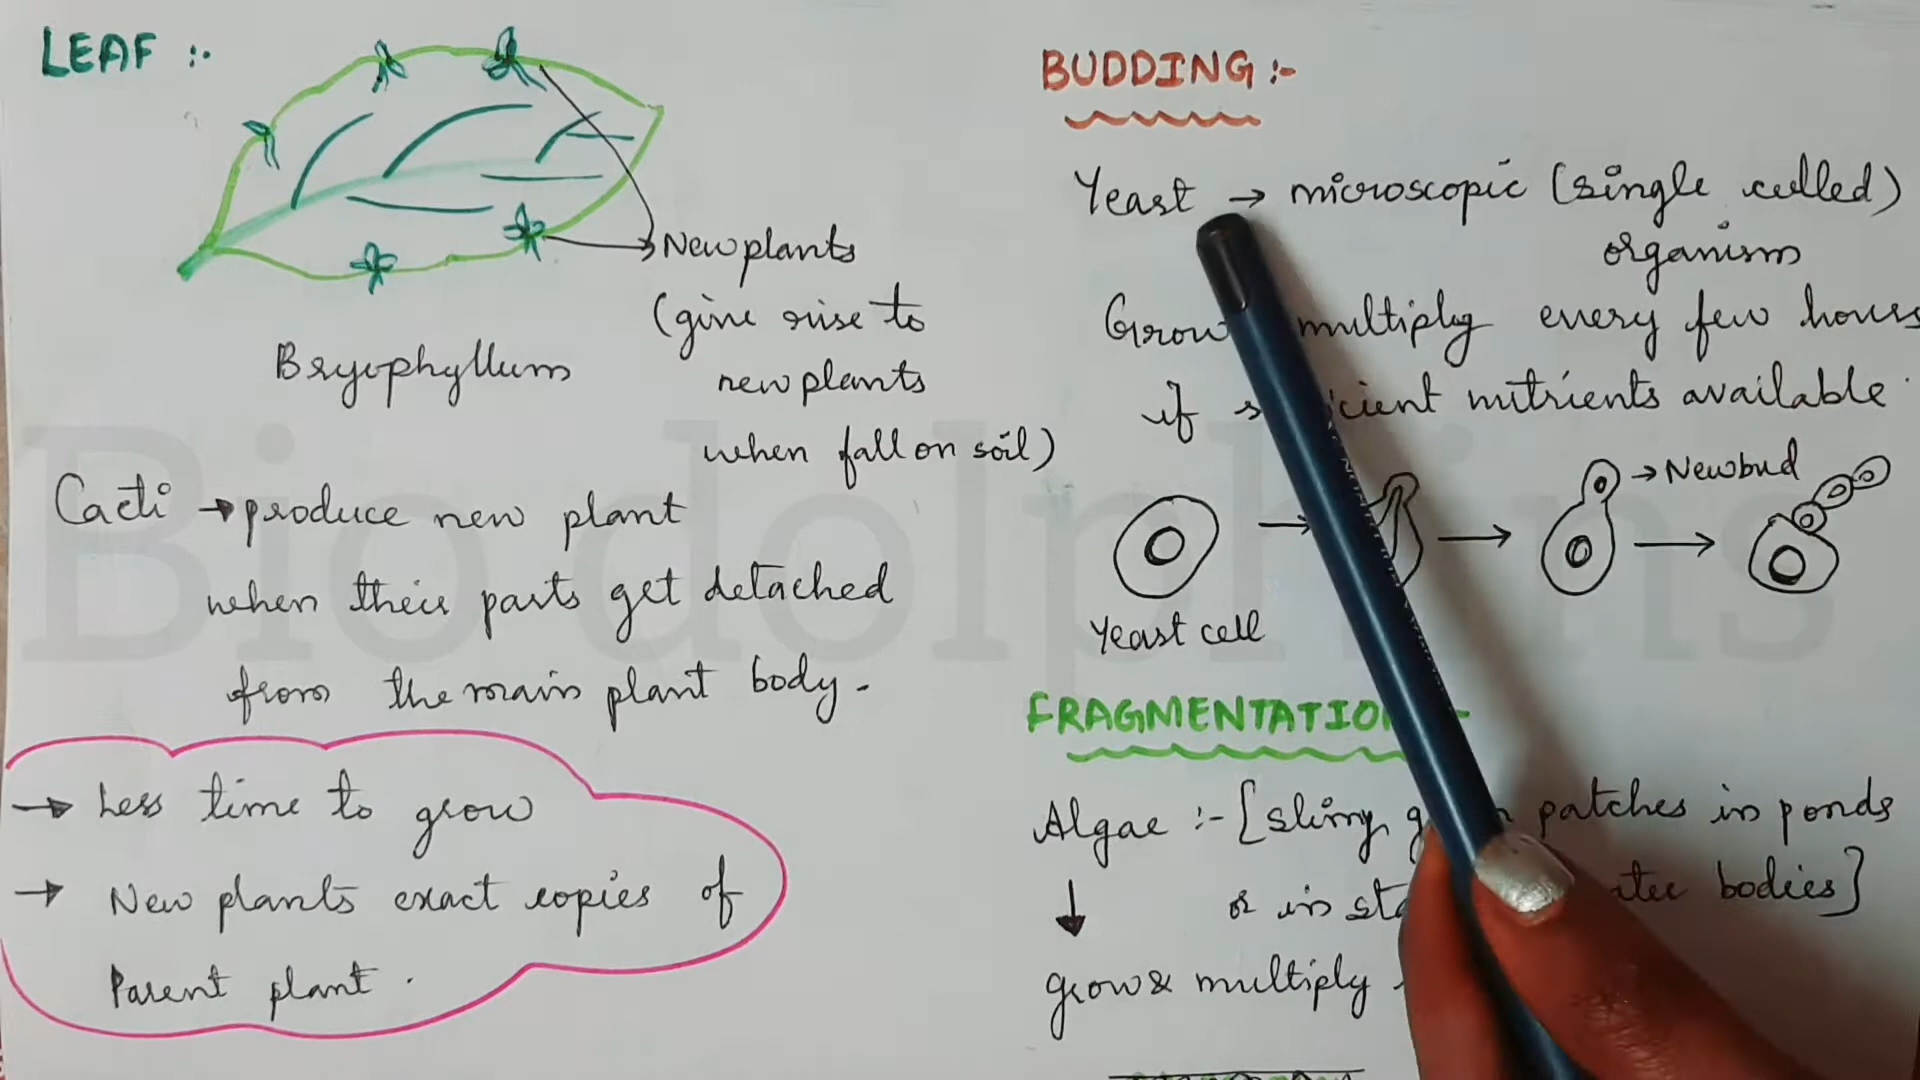 LEAF :-
New plants
(give rise to
new plants
when fall on soil)
Bryophyllum
Cacti → produce new plant
when their parts get detached
from the main plant body.
→ Less time to grow
→ New plants exact copies of
Parent plant.
BUDDING :-
Yeast → microscopic (single celled)
organism
Grow multiply every few hours
if nutrients available.
→ New bud
Yeast cell
FRAGMENTATION
Algae :- [slimy patches in ponds
or in bodies]
grow & multiply
Bio dolphins